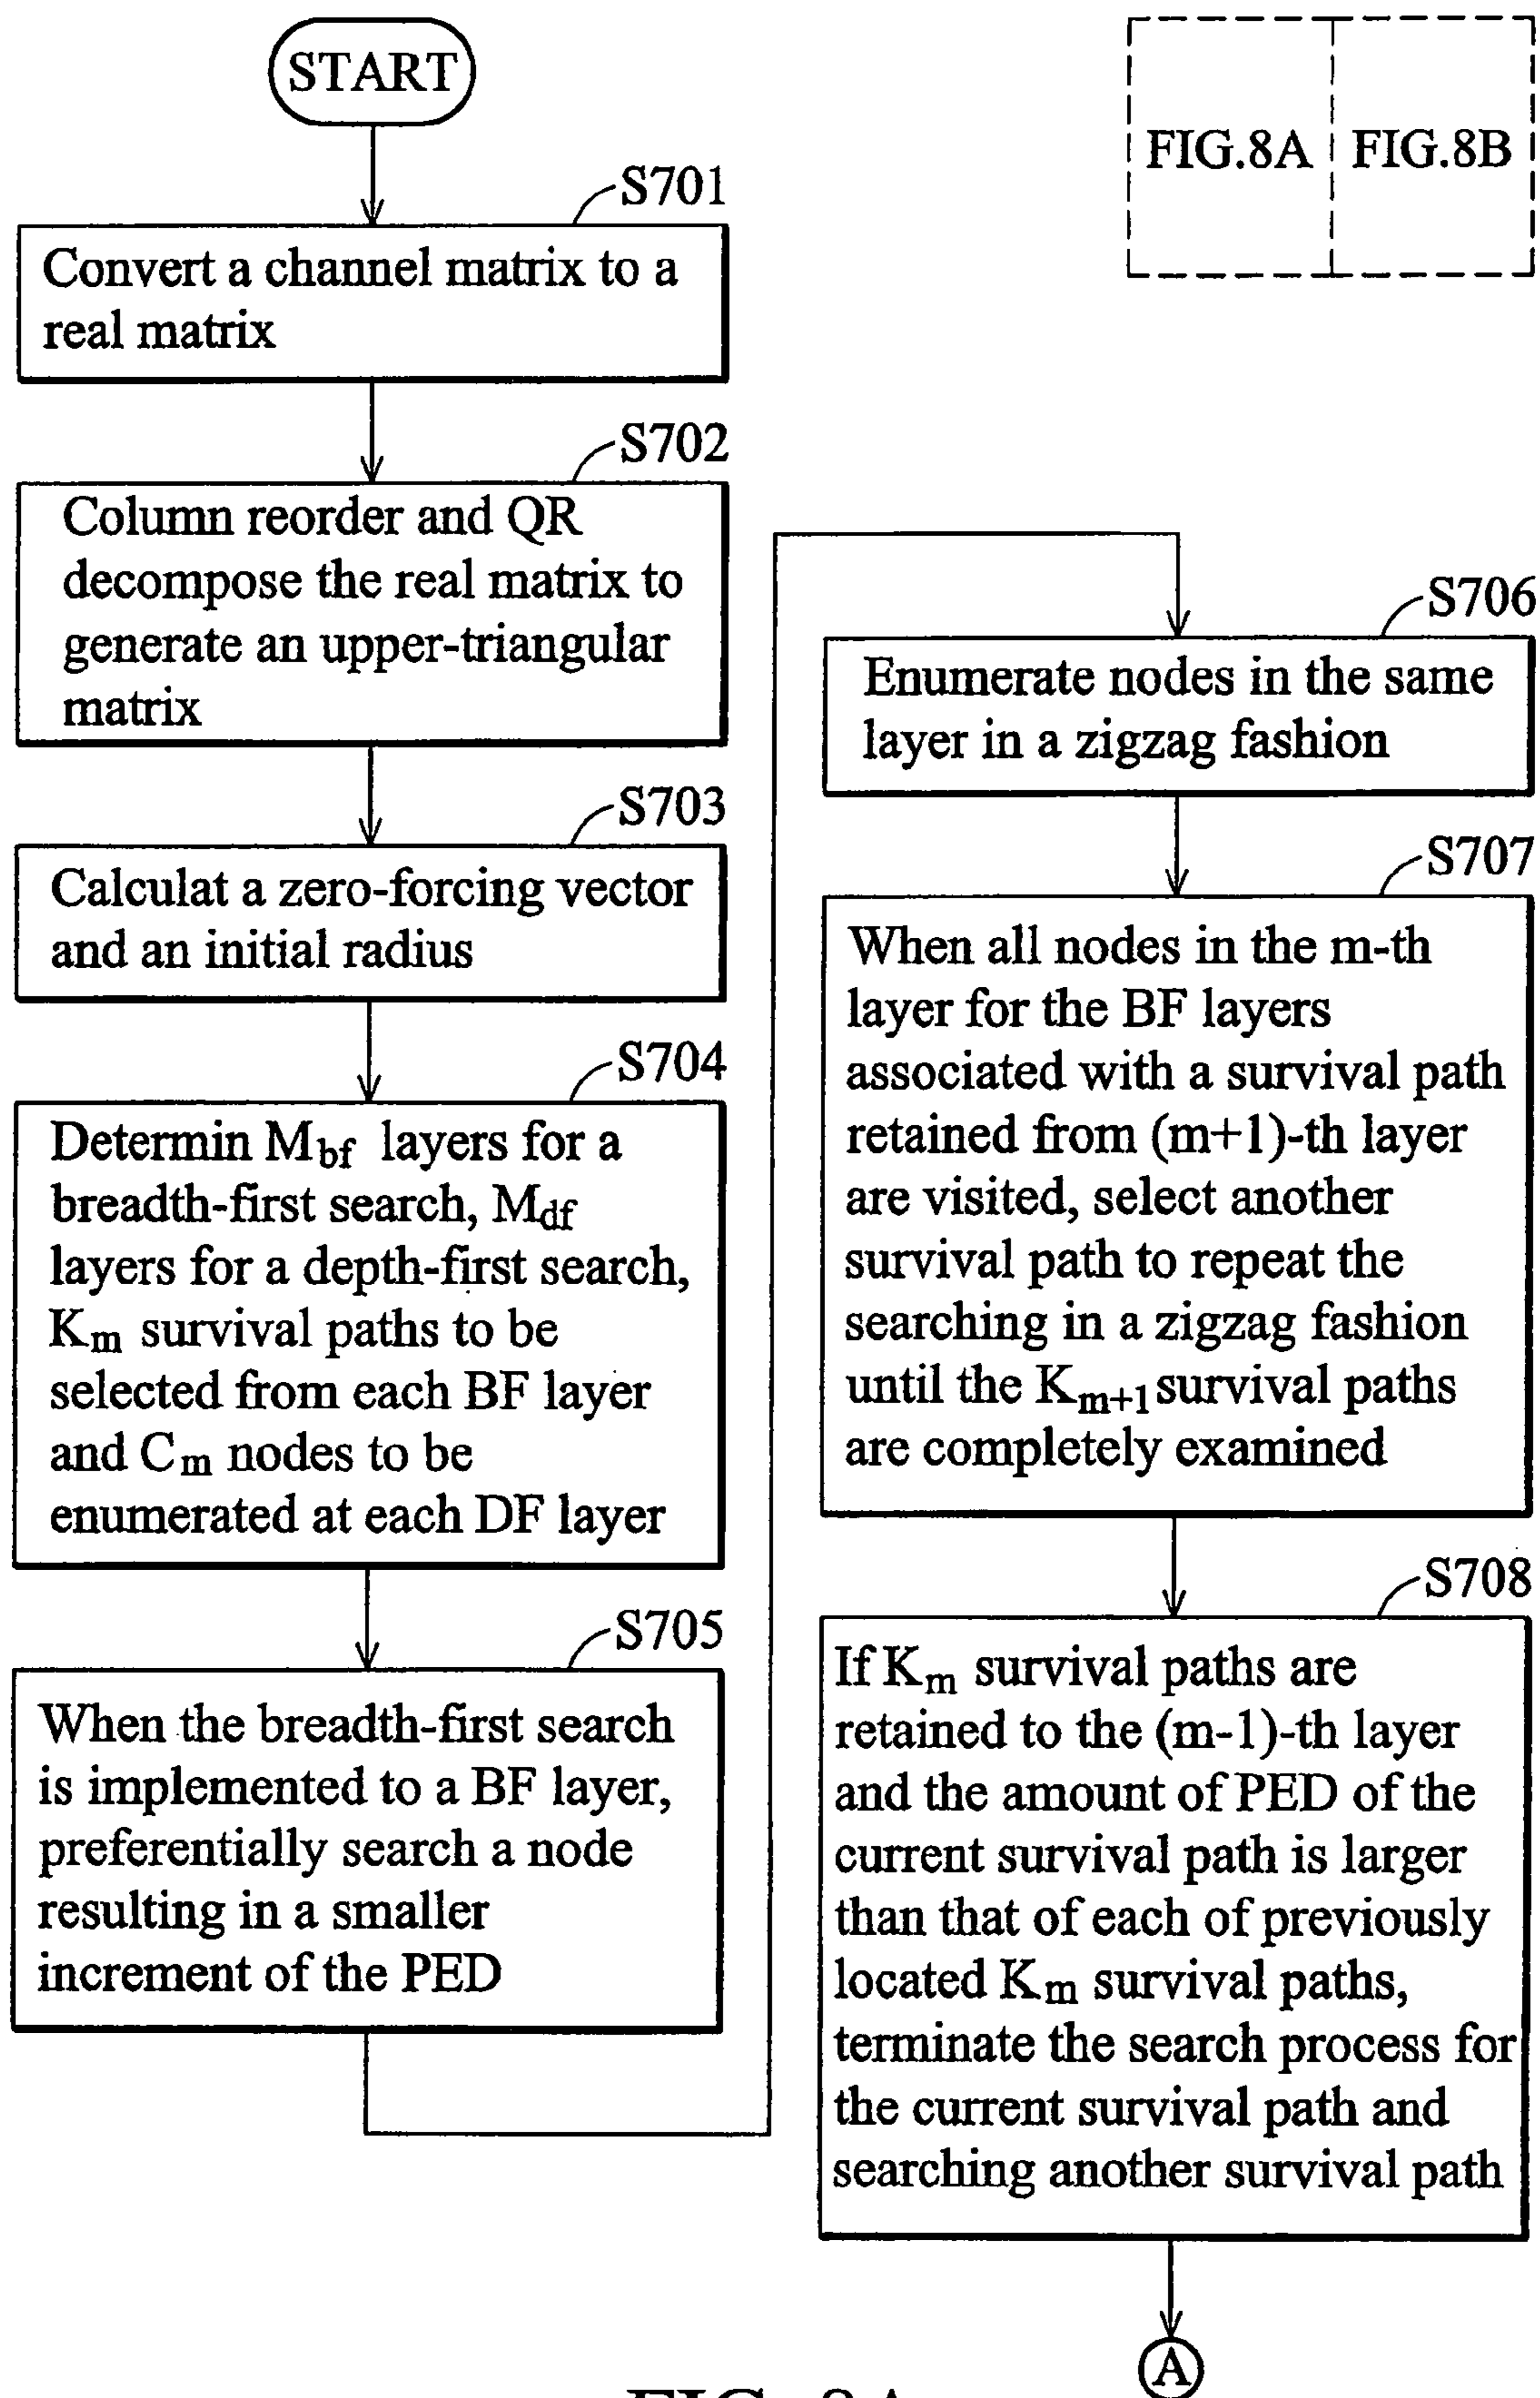 START
FIG.8A FIG.8B
S701
Convert a channel matrix to a
real matrix
S702
Column reorder and QR
decompose the real matrix to
generate an upper-triangular
matrix
S703
Calculat a zero-forcing vector
and an initial radius
S704
Determin Mbf layers for a
breadth-first search, Mdf
layers for a depth-first search,
Km survival paths to be
selected from each BF layer
and Cm nodes to be
enumerated at each DF layer
S705
When the breadth-first search
is implemented to a BF layer,
preferentially search a node
resulting in a smaller
increment of the PED
S706
Enumerate nodes in the same
layer in a zigzag fashion
S707
When all nodes in the m-th
layer for the BF layers
associated with a survival path
retained from (m+1)-th layer
are visited, select another
survival path to repeat the
searching in a zigzag fashion
until the Km+1 survival paths
are completely examined
S708
If Km survival paths are
retained to the (m-1)-th layer
and the amount of PED of the
current survival path is larger
than that of each of previously
located Km survival paths,
terminate the search process for
the current survival path and
searching another survival path
A
FIG. 8A